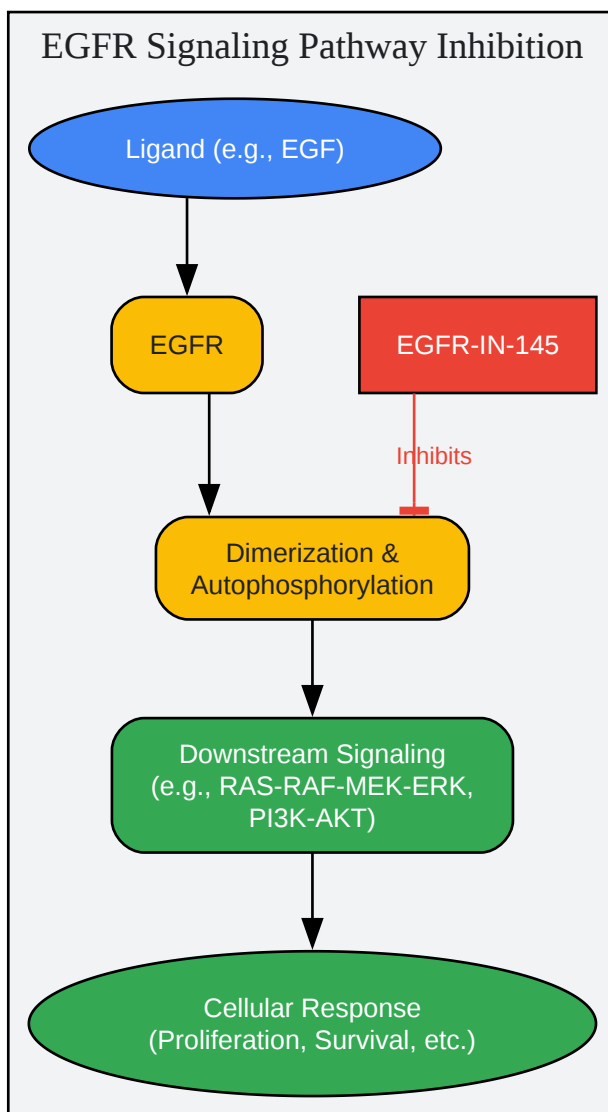 EGFR Signaling Pathway Inhibition
Ligand (e.g., EGF)
EGFR
EGFR-IN-145
Inhibits
Dimerization &
Autophosphorylation
Downstream Signaling
(e.g., RAS-RAF-MEK-ERK,
PI3K-AKT)
Cellular Response
(Proliferation, Survival, etc.)